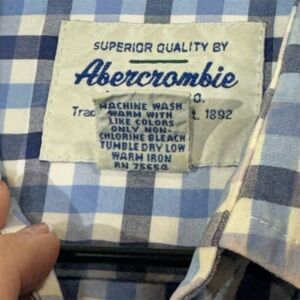 SUPERIOR QUALITY BY
Abercrombie
O.
Trad t. 1892
MACHINE WASH
WARM WITH
LIKE COLORS
ONLY NON-
CHLORINE BLEACH
TUMBLE DRY LOW
WARM IRON
RN 75654